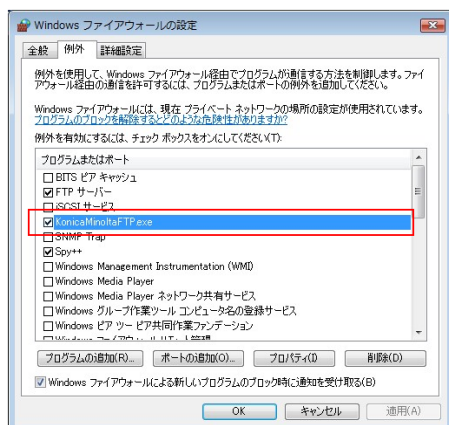 Windows ファイアウォールの設定
全般 例外 詳細設定
例外を使用して、Windows ファイアウォール経由でプログラムが通信する方法を制御します。ファイ
アウォール経由の通信を許可するには、プログラムまたはポートの例外を追加してください。
Windows ファイアウォールには、現在 プライベート ネットワークの場所の設定が使用されています。
プログラムのブロックを解除するとどのような危険性がありますか?
例外を有効にするには、チェック ボックスをオンにしてください(T):
プログラムまたはポート
BITS ピア キャッシュ
FTP サーバー
iSCSI サービス
KonicaMinoltaFTP.exe
SNMP Trap
Spy++
Windows Management Instrumentation (WMI)
Windows Media Player
Windows Media Player ネットワーク共有サービス
Windows グループ作業ツール コンピュータ名の登録サービス
Windows ピア ツー ピア共同作業ファンデーション
プログラムの追加(R)... ポートの追加(O)... プロパティ(I) 削除(D)
Windows ファイアウォールによる新しいプログラムのブロック時に通知を受け取る(B)
OK キャンセル 適用(A)